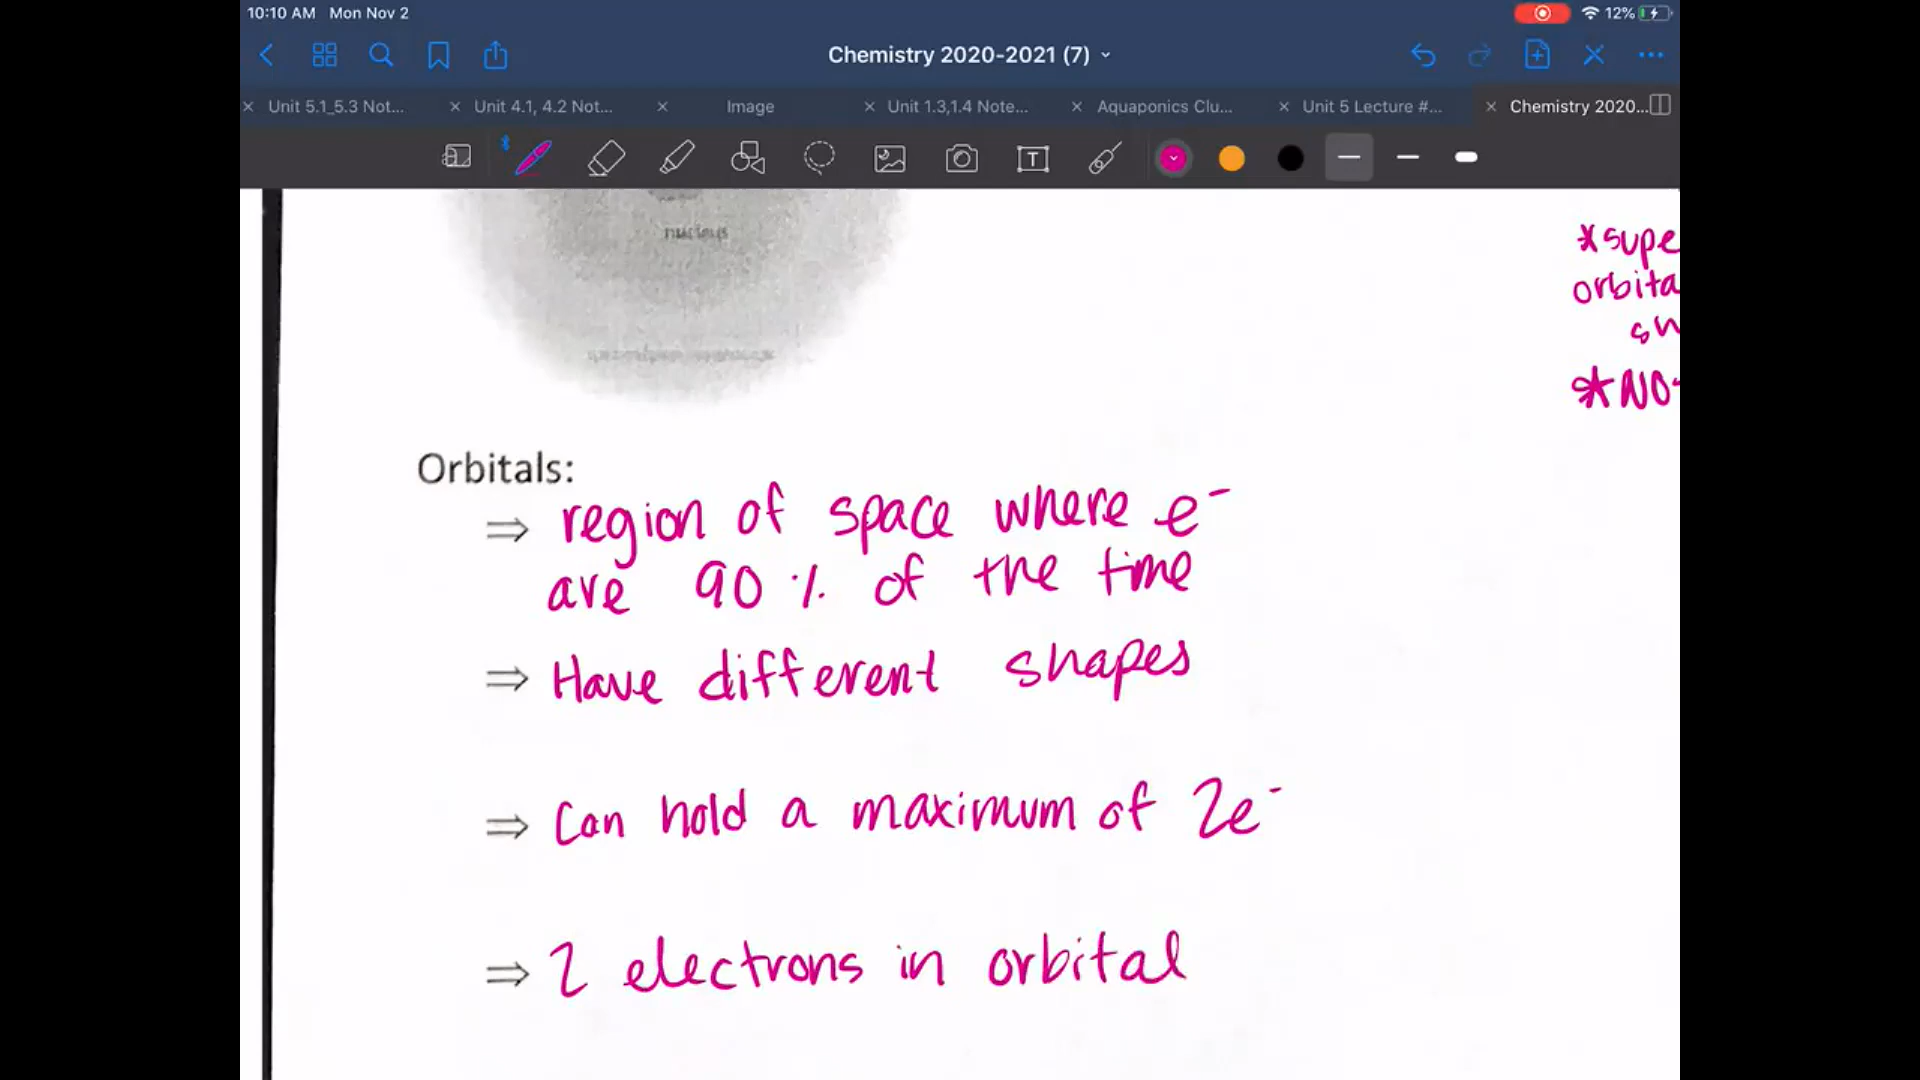 10:10 AM Mon Nov 2
12%
Chemistry 2020-2021 (7)
Unit 5.1_5.3 Not...
Unit 4.1, 4.2 Not...
Image
Unit 1.3,1.4 Note...
Aquaponics Clu...
Unit 5 Lecture #...
Chemistry 2020...
T
nucleus
*supe
orbita
sh
*NO
Orbitals:
⇒ region of space where e⁻
are 90% of the time
⇒ Have different shapes
⇒ Can hold a maximum of 2e⁻
⇒ 2 electrons in orbital